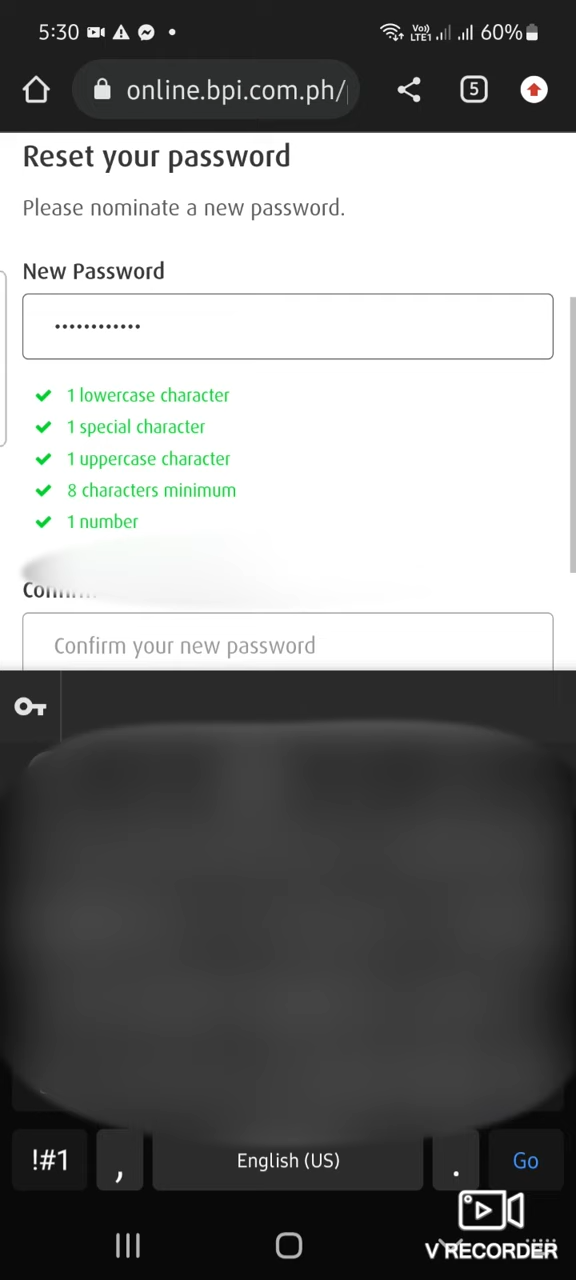 5:30 Vo)) LTE1 60%
online.bpi.com.ph/ 5
Reset your password
Please nominate a new password.
New Password
••••••••••••
1 lowercase character
1 special character
1 uppercase character
8 characters minimum
1 number
Confirm your new password
!#1 , English (US) . Go
V RECORDER